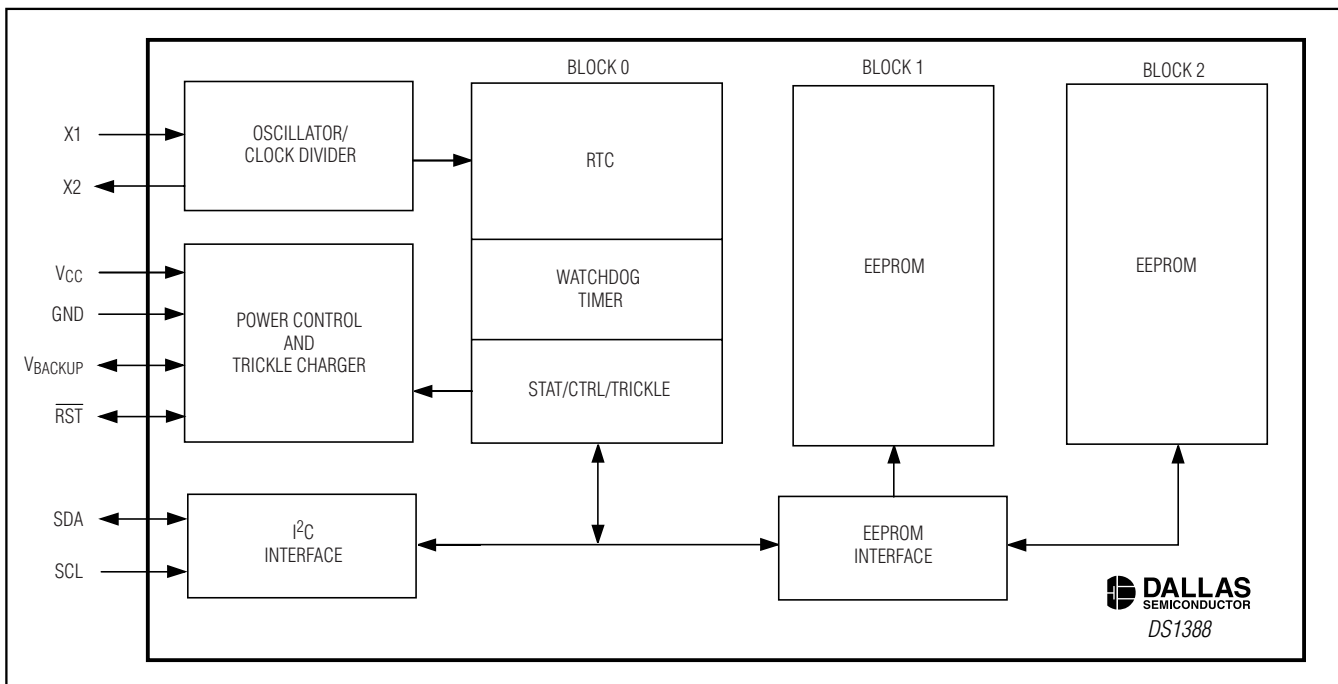 BLOCK 0
BLOCK 1
BLOCK 2
X1
X2
OSCILLATOR/
CLOCK DIVIDER
RTC
EEPROM
EEPROM
WATCHDOG
TIMER
VCC
GND
VBACKUP
RST
POWER CONTROL
AND
TRICKLE CHARGER
STAT/CTRL/TRICKLE
SDA
SCL
I²C
INTERFACE
EEPROM
INTERFACE
DALLAS
SEMICONDUCTOR
DS1388